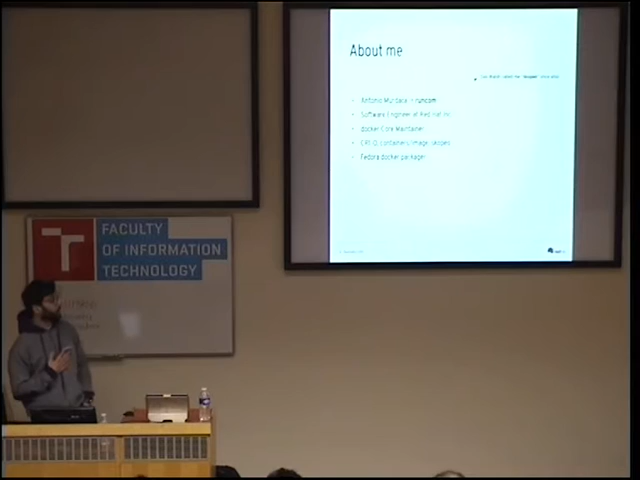 About me
Antonio Murdaca - runcom
Software Engineer at Red Hat Inc.
docker Core Maintainer
CRI-O, containers/image, skopeo
Fedora docker packager
FACULTY
OF INFORMATION
TECHNOLOGY